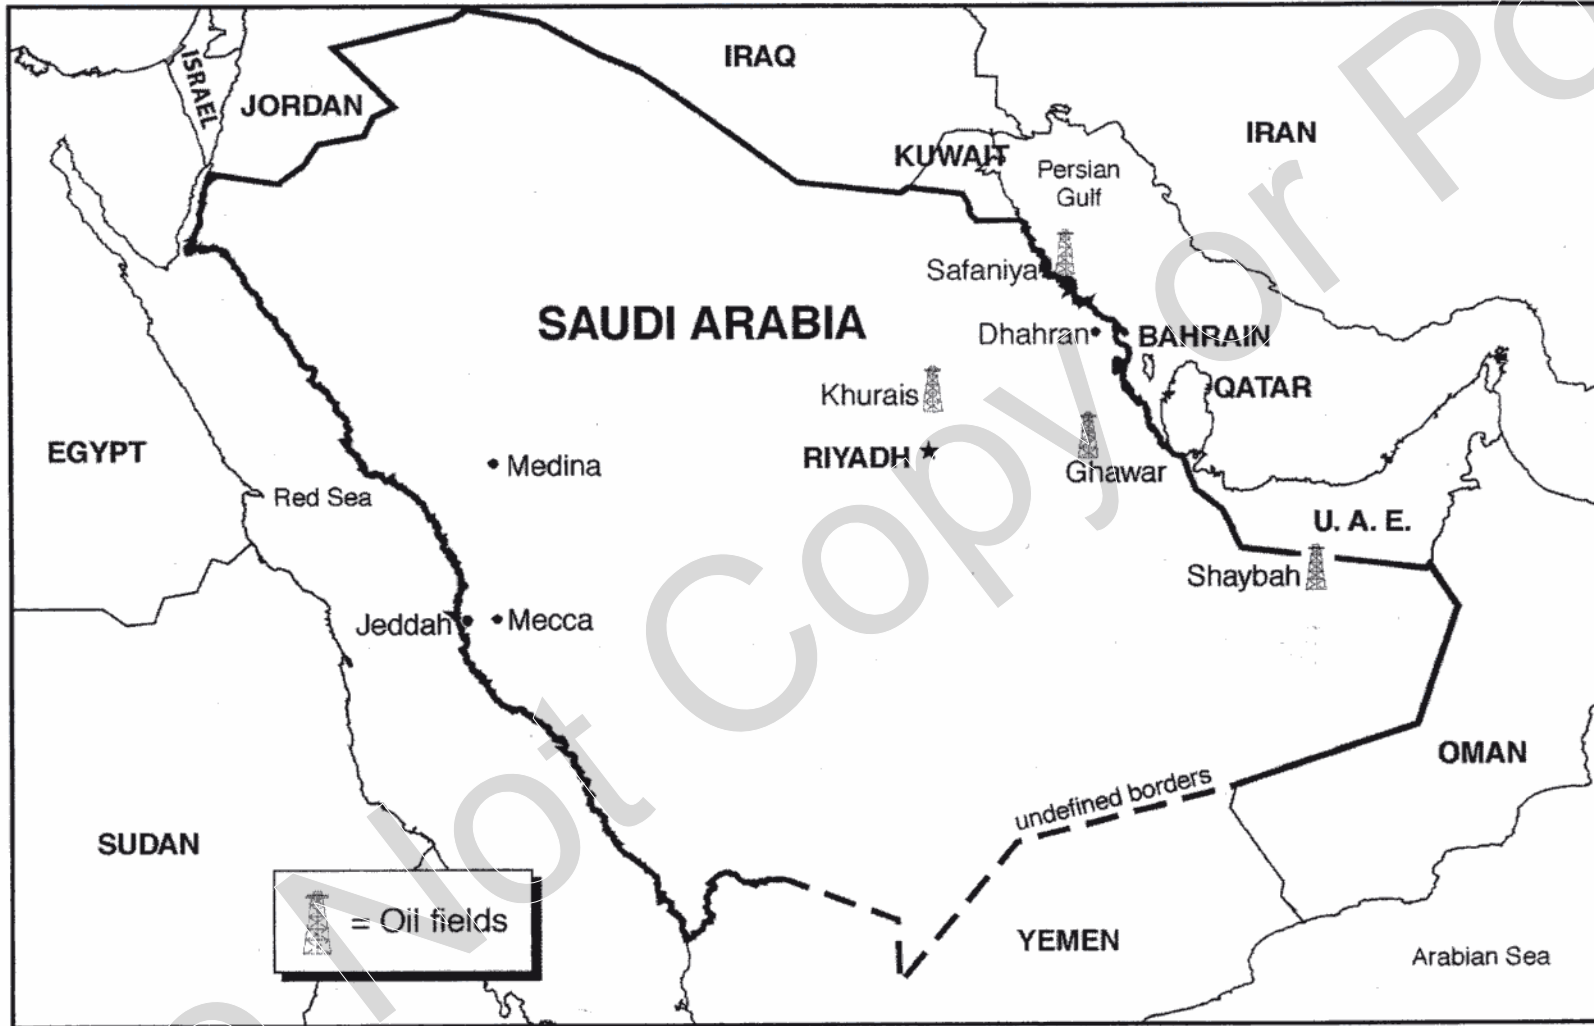 IRAQ
ISRAEL
JORDAN
IRAN
KUWAIT
Persian
Gulf
Safaniya
SAUDI ARABIA
Dhahran
BAHRAIN
Khurais
QATAR
EGYPT
Medina
RIYADH
Ghawar
Red Sea
U. A. E.
Shaybah
Jeddah
Mecca
OMAN
undefined borders
SUDAN
= Oil fields
YEMEN
Arabian Sea
Not Copy or Po